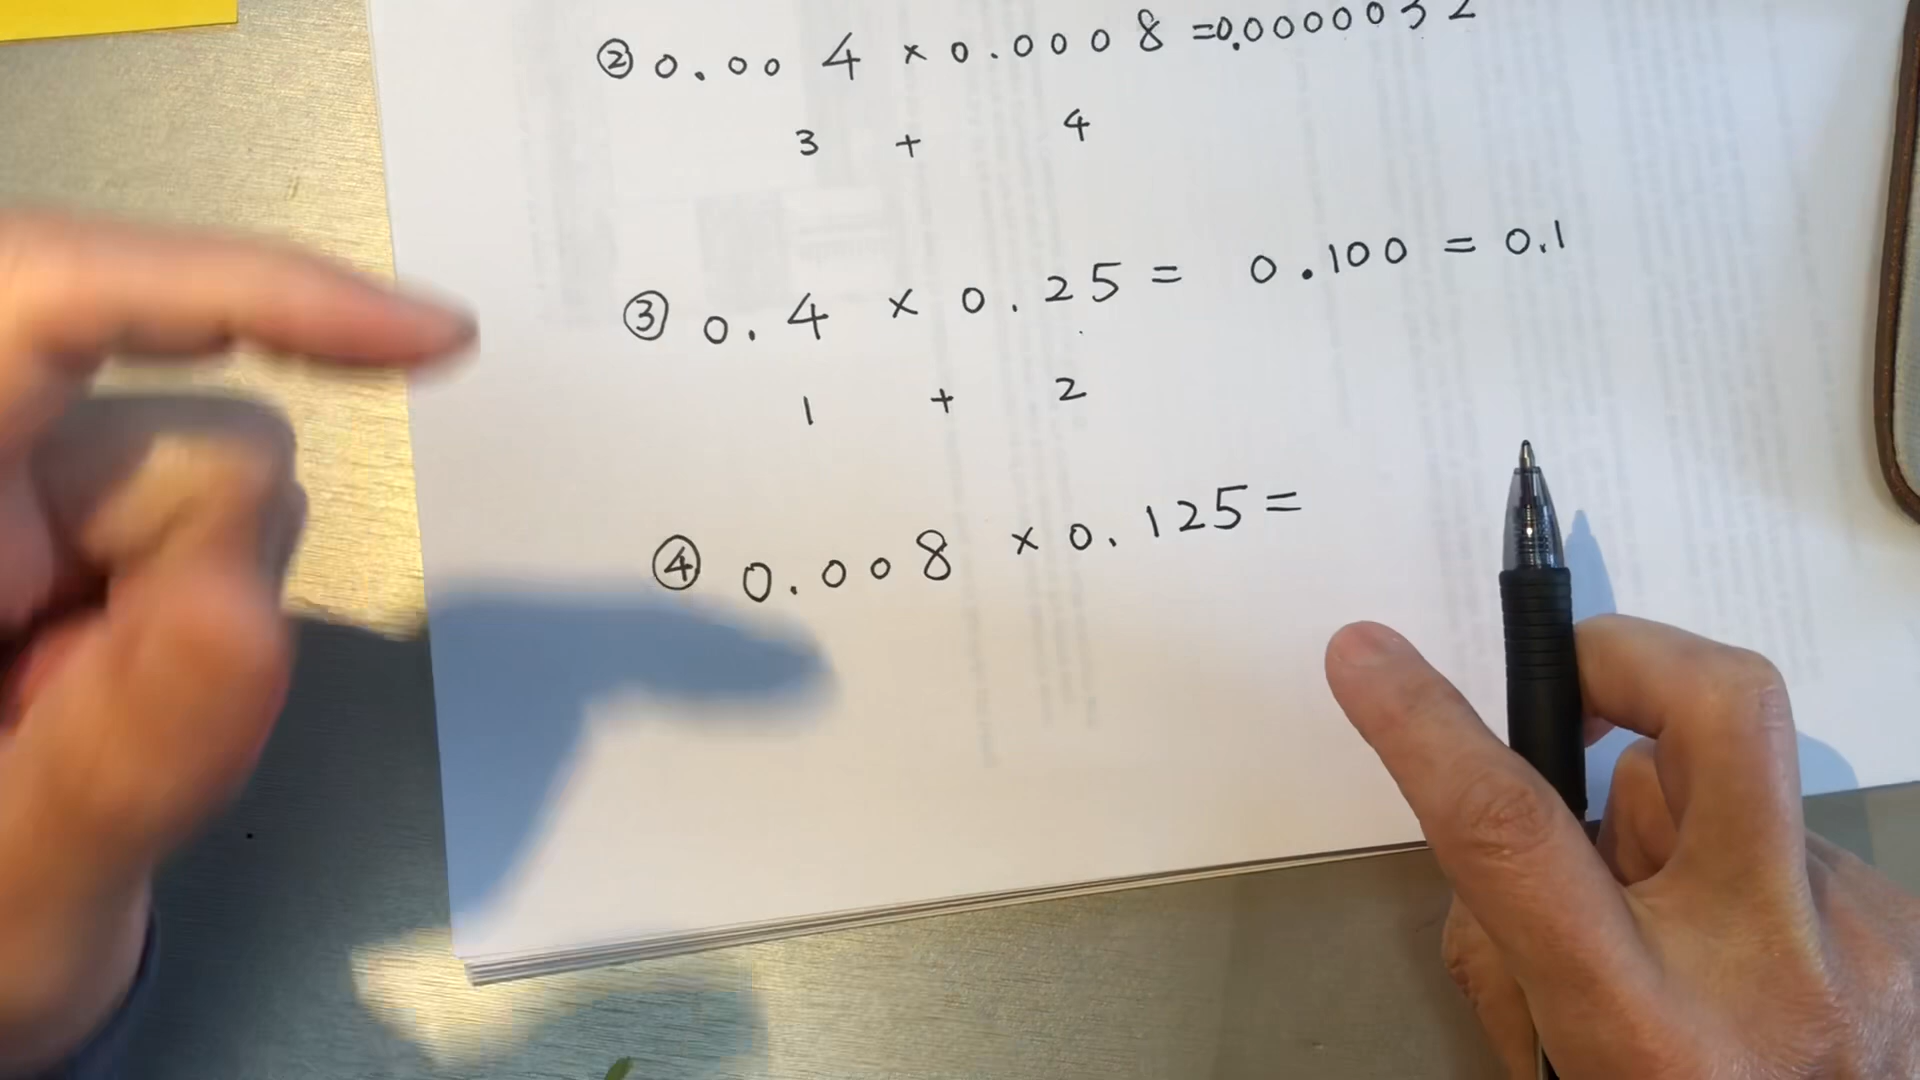 ② 0.004 × 0.0008 = 0.0000032
3 + 4
③ 0.4 × 0.25 = 0.100 = 0.1
1 + 2
④ 0.008 × 0.125 =